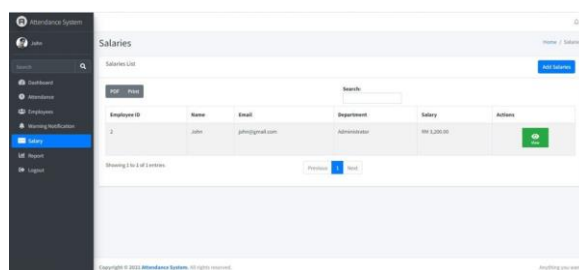 Attendance System
John
Search
Dashboard
Attendance
Employees
Warning Notification
Salary
Report
Logout
Salaries
Home / Salaries
Salaries List
Add Salaries
PDF Print
Search:
Employee ID Name Email Department Salary Actions
2 John john@gmail.com Administrator RM 3,200.00 View
Showing 1 to 1 of 1 entries
Previous 1 Next
Copyright © 2022 Attendance System. All rights reserved.
Anything you